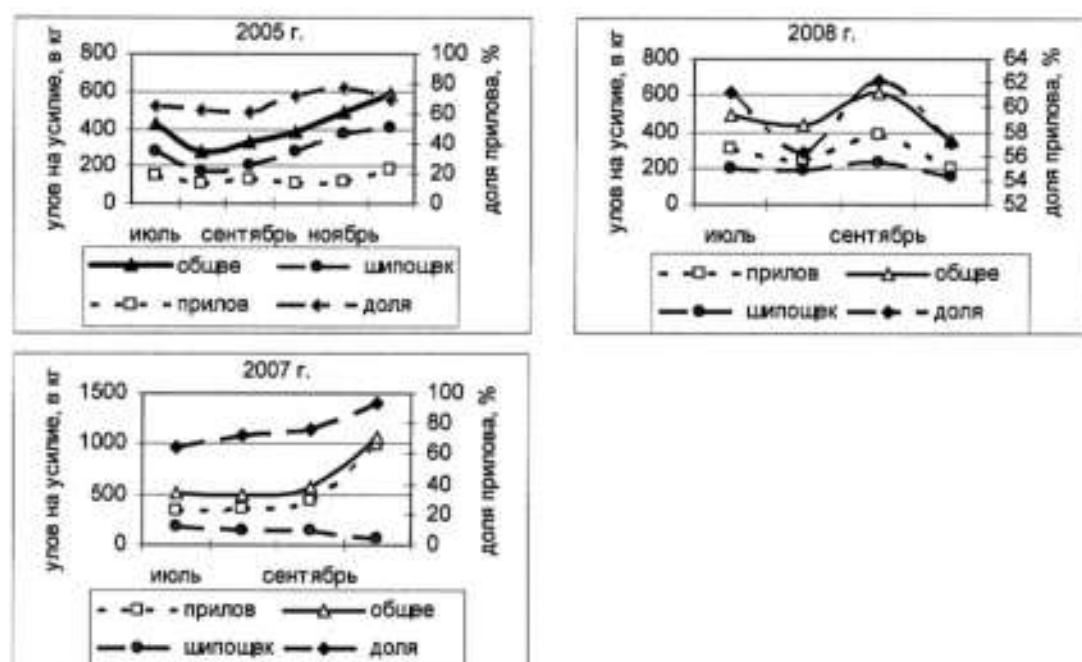 2005 г.
улов на усилие, в кг
800
600
400
200
0
100
80
60
40
20
0
доля прилова, %
июль сентябрь ноябрь
общее шипощек
прилов доля
2008 г.
улов на усилие, в кг
800
600
400
200
0
64
62
60
58
56
54
52
доля прилова, %
июль сентябрь
прилов общее
шипощек доля
2007 г.
улов на усилие, в кг
1500
1000
500
0
100
80
60
40
20
0
доля прилова, %
июль сентябрь
прилов общее
шипощек доля